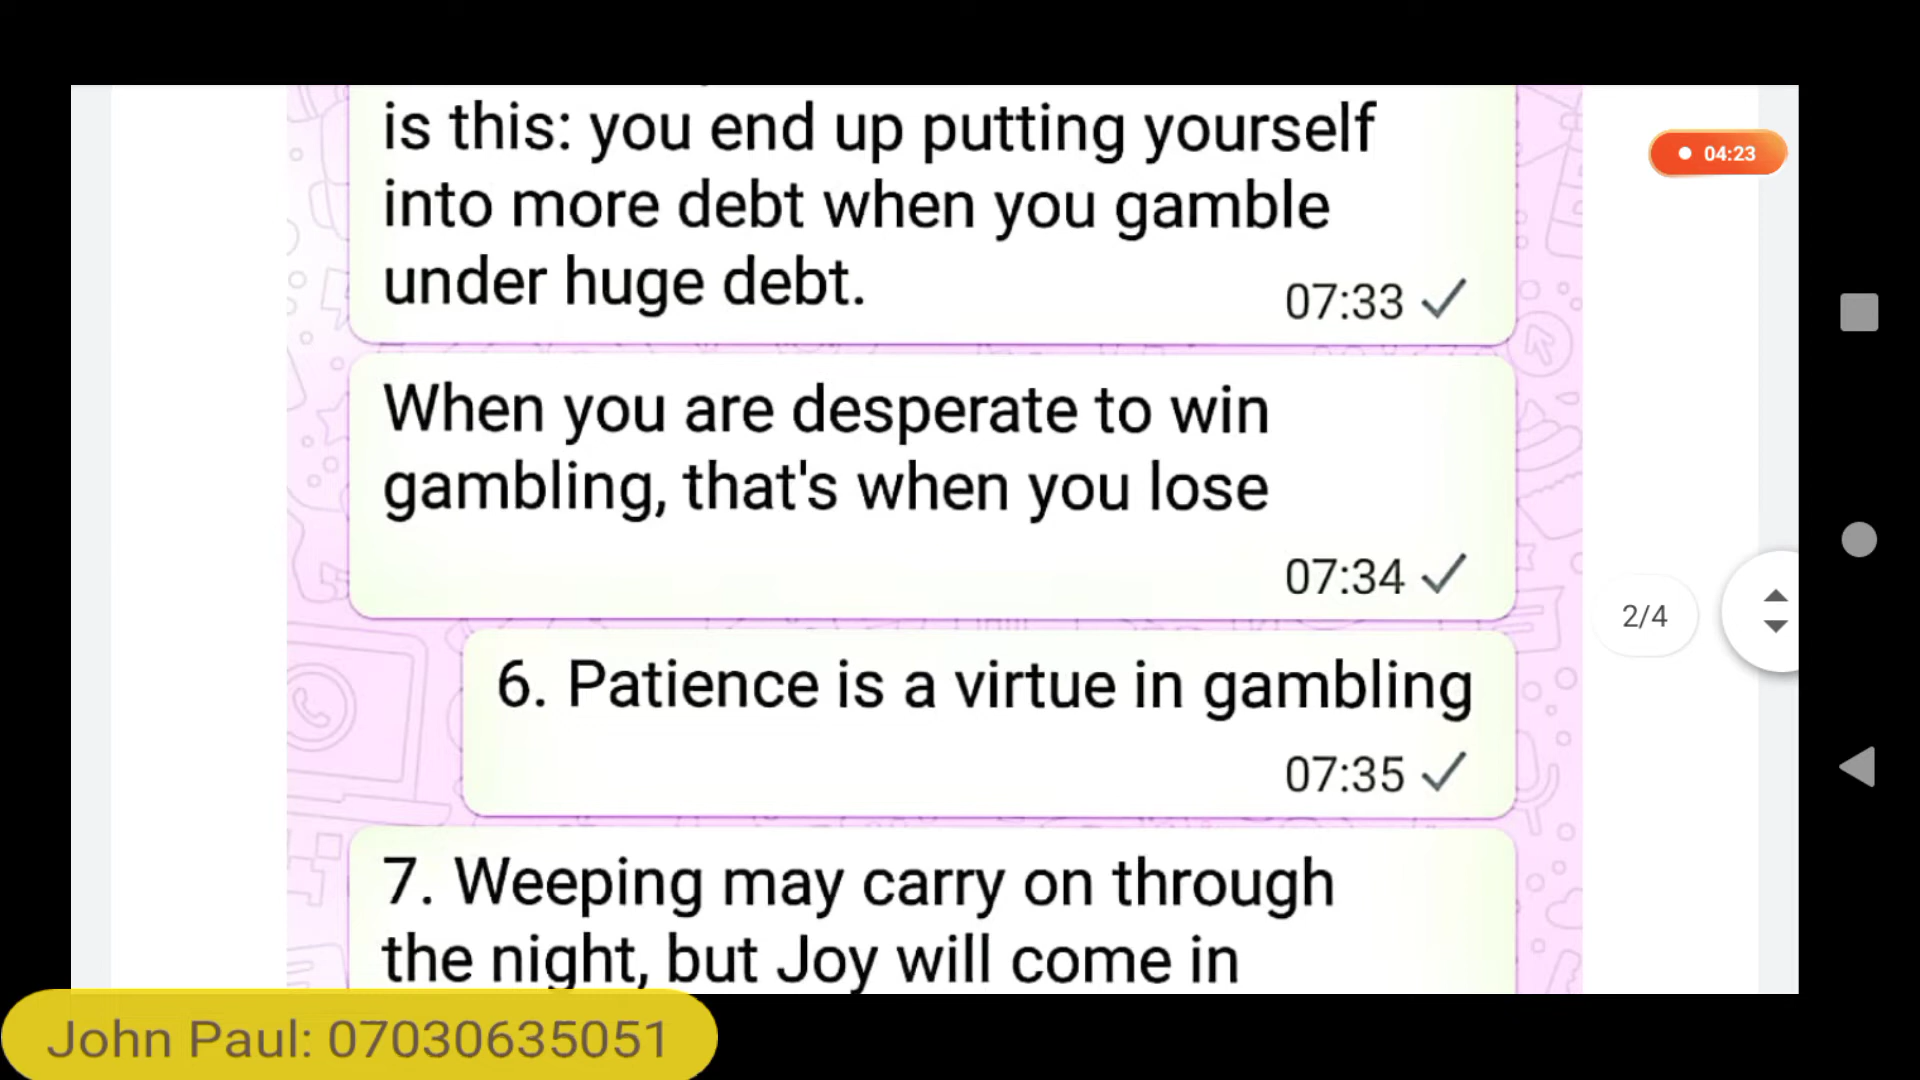 is this: you end up putting yourself
into more debt when you gamble
under huge debt.
07:33
When you are desperate to win
gambling, that's when you lose
07:34
6. Patience is a virtue in gambling
07:35
7. Weeping may carry on through
the night, but Joy will come in
04:23
2/4
John Paul: 07030635051